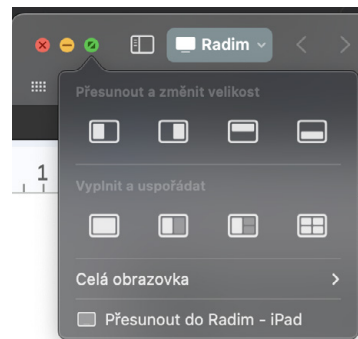 Radim
Přesunout a změnit velikost
1
Vyplnit a uspořádat
Celá obrazovka
Přesunout do Radim – iPad